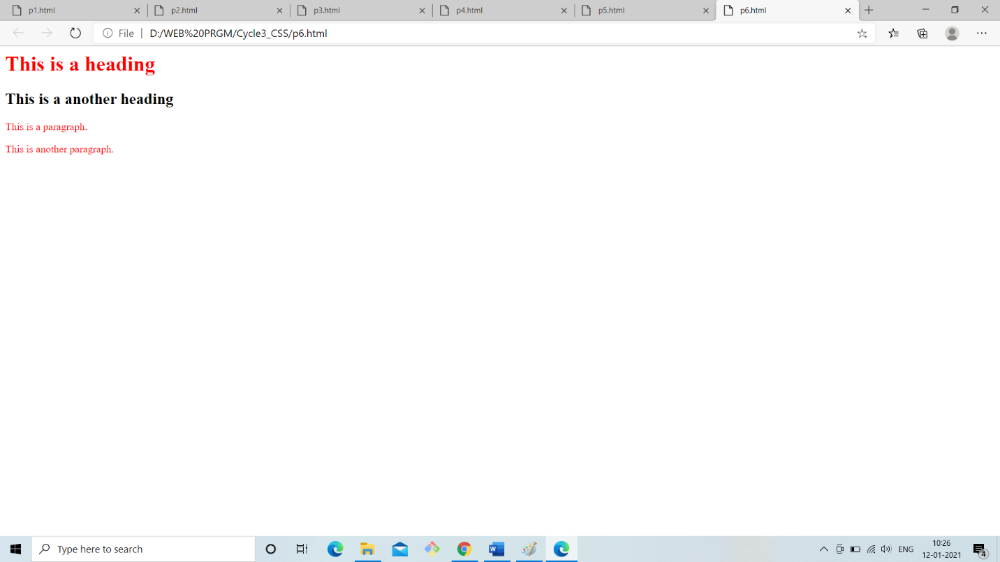 p1.html p2.html p3.html p4.html p5.html p6.html
File | D:/WEB%20PRGM/Cycle3_CSS/p6.html
This is a heading
This is a another heading
This is a paragraph.
This is another paragraph.
Type here to search
ENG
10:26
12-01-2021
4